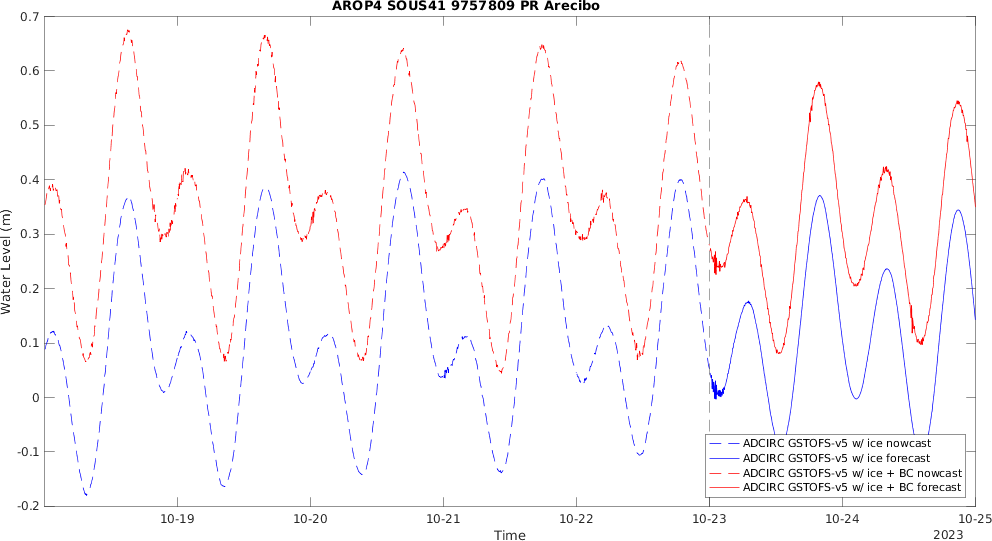 AROP4 SOUS41 9757809 PR Arecibo
0.7
0.6
0.5
0.4
0.3
0.2
0.1
0
-0.1
-0.2
Water Level (m)
ADCIRC GSTOFS-v5 w/ ice nowcast
ADCIRC GSTOFS-v5 w/ ice forecast
ADCIRC GSTOFS-v5 w/ ice + BC nowcast
ADCIRC GSTOFS-v5 w/ ice + BC forecast
10-19 10-20 10-21 10-22 10-23 10-24 10-25
Time
2023